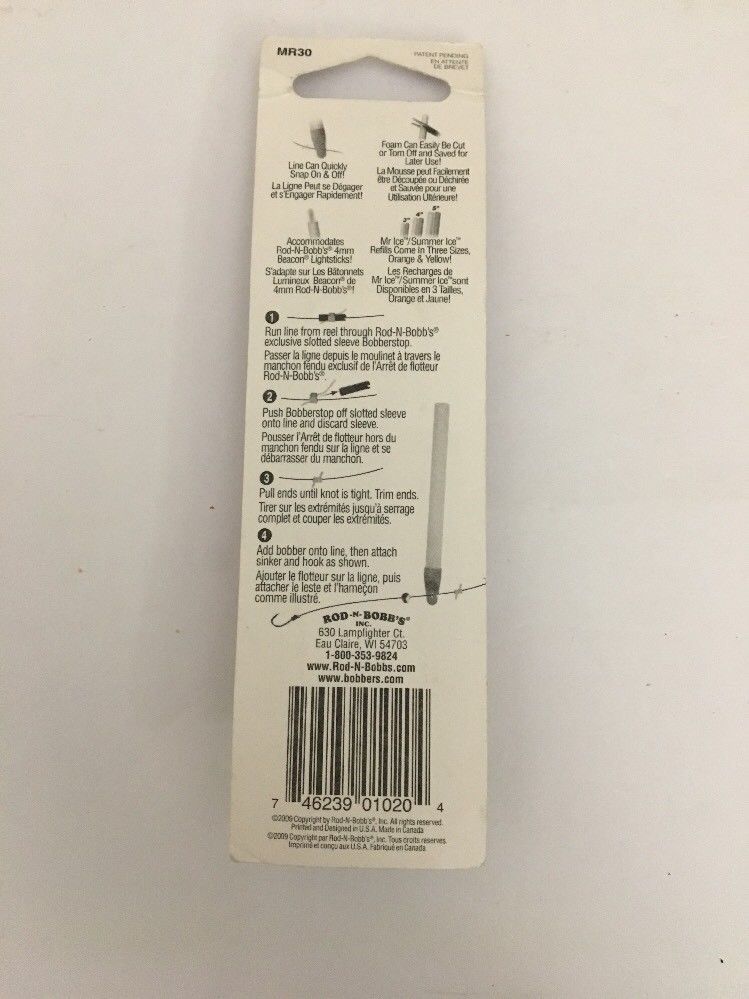 MR30
PATENT PENDING
EN ATTENTE
DE BREVET
Line Can Quickly
Snap On & Off!
La Ligne Peut se Dégager
et s'Engager Rapidement!
Foam Can Easily Be Cut
or Torn Off and Saved for
Later Use!
La Mousse peut Facilement
être Découpée ou Déchirée
et Sauvée pour une
Utilisation Ultérieure!
Accommodates
Rod-N-Bobb's® 4mm
Beacon® Lightsticks!
S'adapte sur Les Bâtonnets
Lumineux Beacon® de
4mm Rod-N-Bobb's®!
3" 4" 5"
Mr Ice™/Summer Ice™
Refills Come In Three Sizes,
Orange & Yellow!
Les Recharges de
Mr Ice™/Summer Ice™sont
Disponibles en 3 Tailles,
Orange et Jaune!
1
Run line from reel through Rod-N-Bobb's®
exclusive slotted sleeve Bobberstop.
Passer la ligne depuis le moulinet à travers le
manchon fendu exclusif de l'Arrêt de flotteur
Rod-N-Bobb's®.
2
Push Bobberstop off slotted sleeve
onto line and discard sleeve.
Pousser l'Arrêt de flotteur hors du
manchon fendu sur la ligne et se
débarrasser du manchon.
3
Pull ends until knot is tight. Trim ends.
Tirer sur les extrémités jusqu'à serrage
complet et couper les extrémités.
4
Add bobber onto line, then attach
sinker and hook as shown.
Ajouter le flotteur sur la ligne, puis
attacher le leste et l'hameçon
comme illustré.
ROD-N-BOBB'S®
INC.
630 Lamplighter Ct.
Eau Claire, WI 54703
1-800-353-9824
www.Rod-N-Bobbs.com
www.bobbers.com
7 46239 01020 4
©2009 Copyright by Rod-N-Bobb's®, Inc. All rights reserved.
Printed and Designed in U.S.A. Made in Canada
©2009 Copyright par Rod-N-Bobb's®, Inc. Tous droits reserves.
Imprimé et conçu aux U.S.A. Fabriqué en Canada